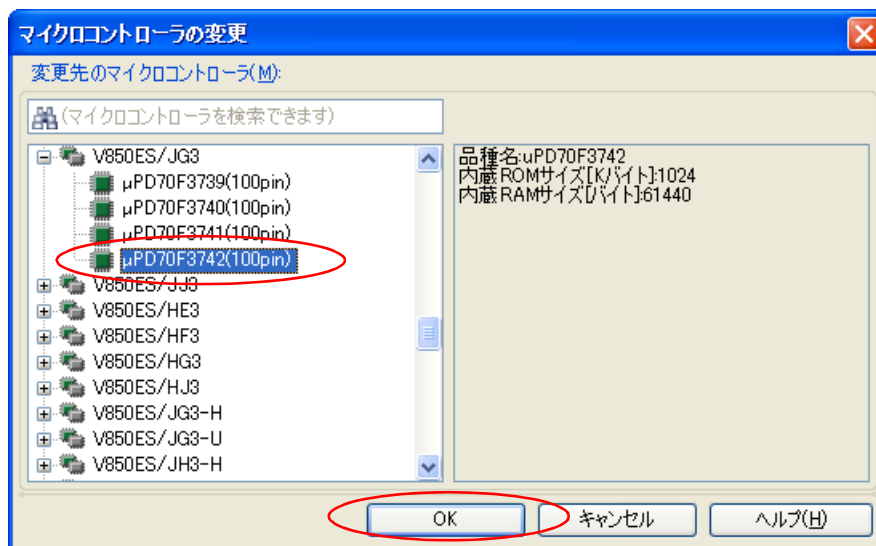 マイクロコントローラの変更
変更先のマイクロコントローラ(M):
(マイクロコントローラを検索できます)
V850ES/JG3
μPD70F3739(100pin)
μPD70F3740(100pin)
μPD70F3741(100pin)
μPD70F3742(100pin)
V850ES/JJ3
V850ES/HE3
V850ES/HF3
V850ES/HG3
V850ES/HJ3
V850ES/JG3-H
V850ES/JG3-U
V850ES/JH3-H
品種名:uPD70F3742
内蔵ROMサイズ[Kバイト]:1024
内蔵RAMサイズ[バイト]:61440
OK
キャンセル
ヘルプ(H)